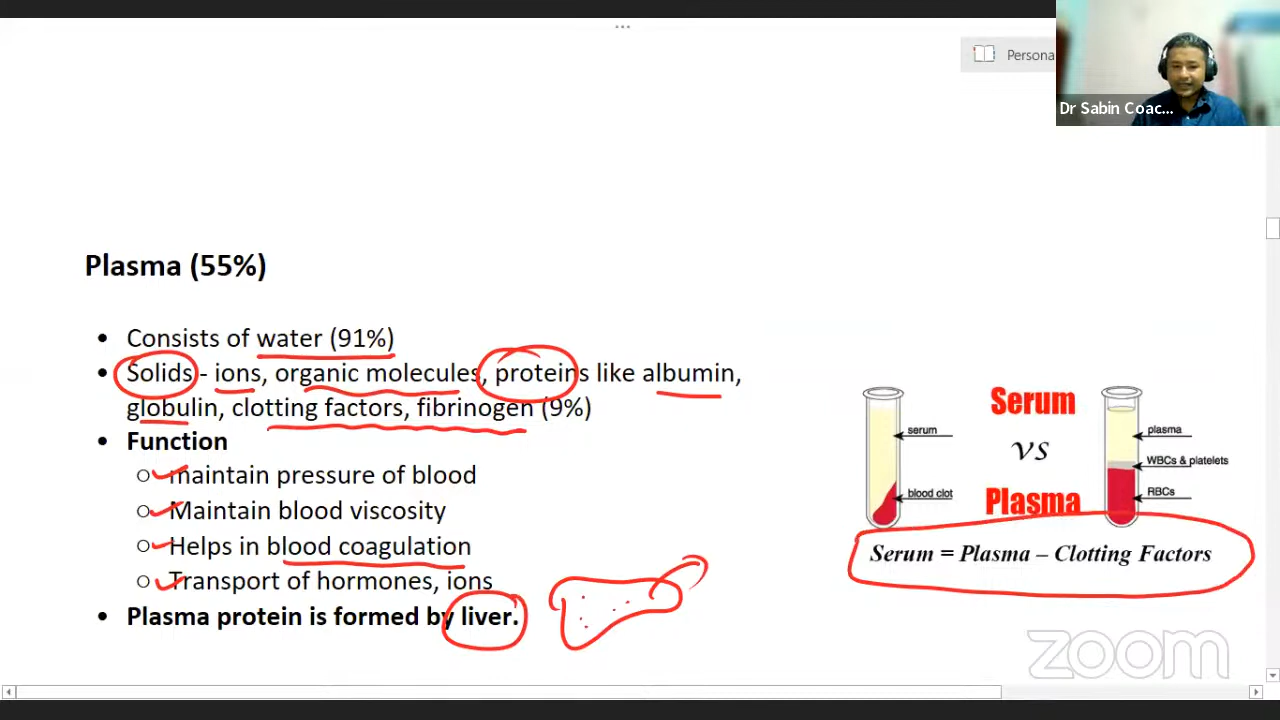 Persona
Dr Sabin Coac...
Plasma (55%)
• Consists of water (91%)
• Solids - ions, organic molecules, proteins like albumin,
globulin, clotting factors, fibrinogen (9%)
• Function
○ maintain pressure of blood
○ Maintain blood viscosity
○ Helps in blood coagulation
○ Transport of hormones, ions
• Plasma protein is formed by liver.
Serum
vs
Plasma
serum
blood clot
plasma
WBCs & platelets
RBCs
Serum = Plasma – Clotting Factors
zoom